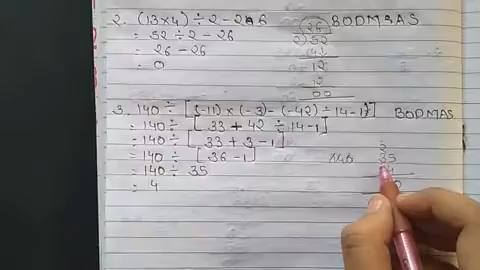 2. (13×4) ÷ 2 - 26 BODMAS
= 52 ÷ 2 - 26
= 26 - 26
= 0
26
2) 52
12
12
00
3. 140 ÷ [(-11) × (-3) - (-42) ÷ 14 - 1] BODMAS
= 140 ÷ [33 + 42 ÷ 14 - 1]
= 140 ÷ [33 + 3 - 1]
= 140 ÷ [36 - 1]
= 140 ÷ 35
= 4
35